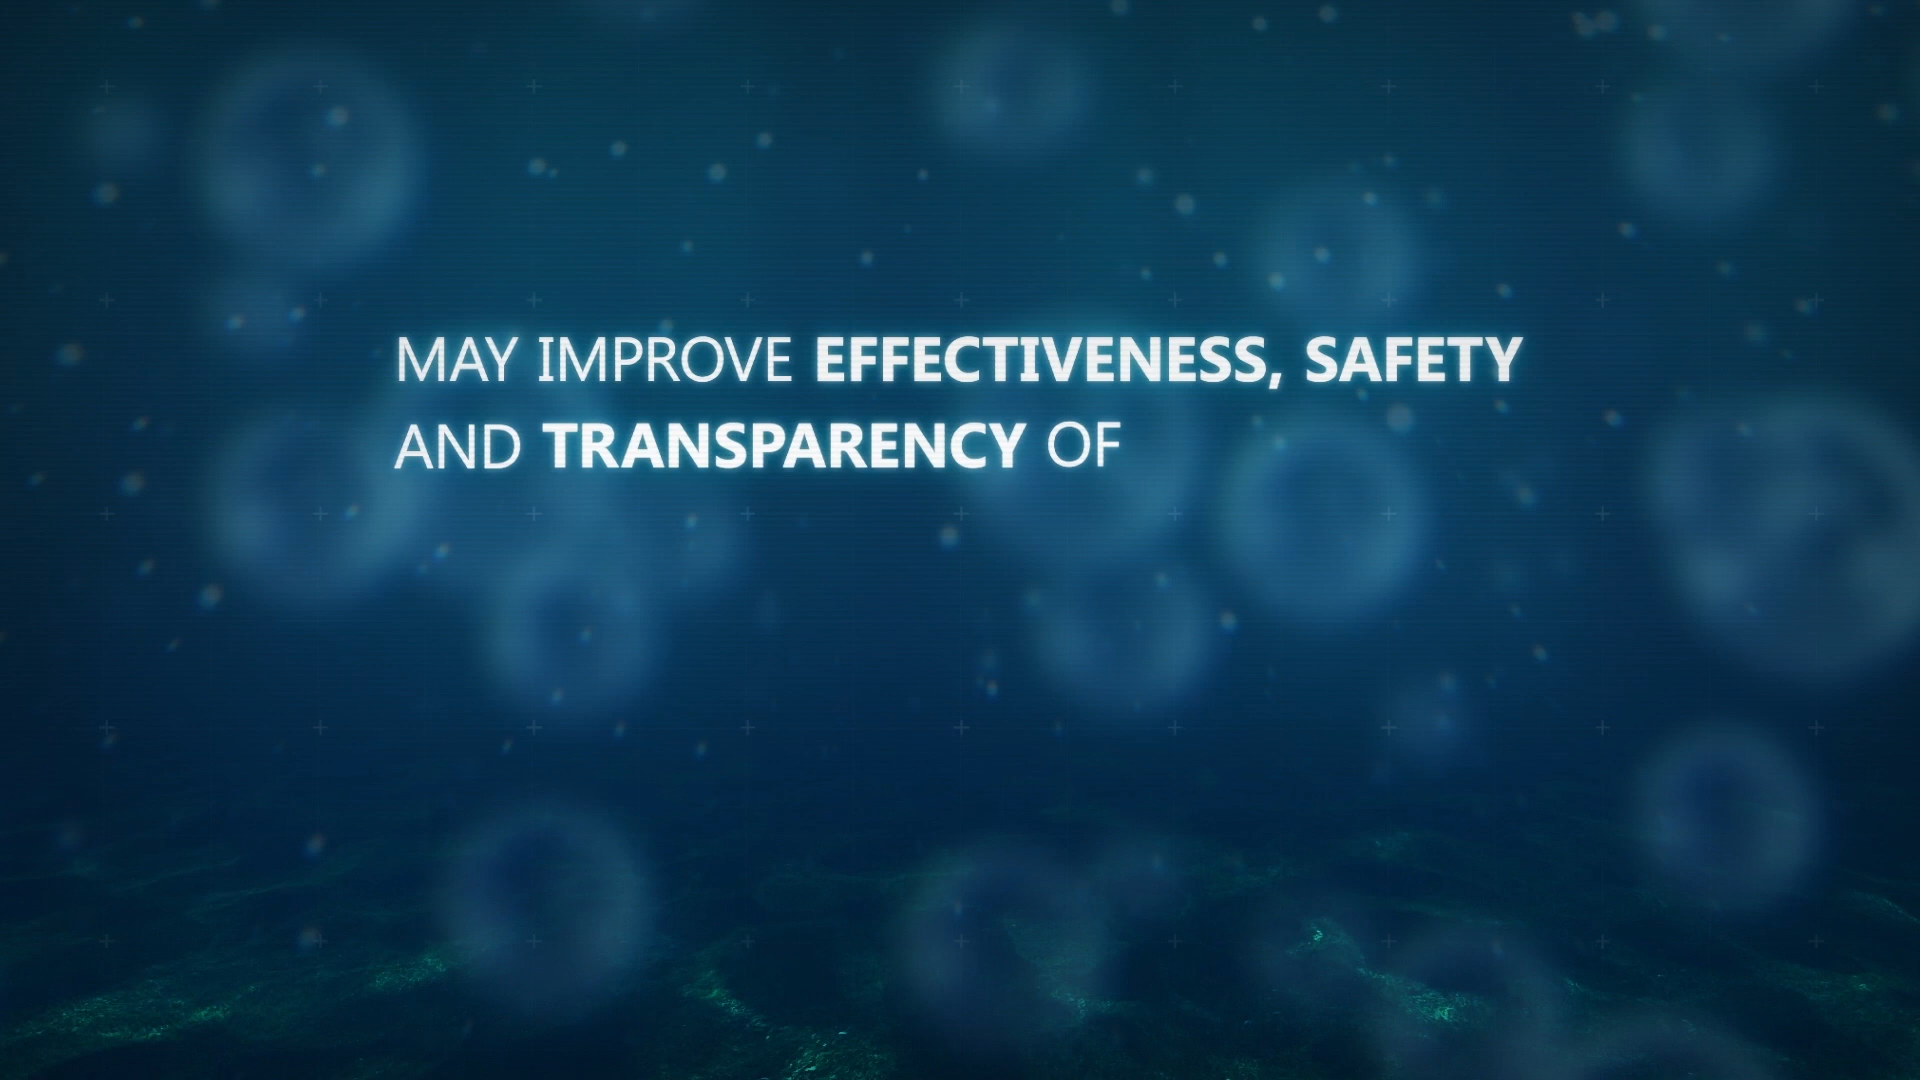 MAY IMPROVE EFFECTIVENESS, SAFETY
AND TRANSPARENCY OF